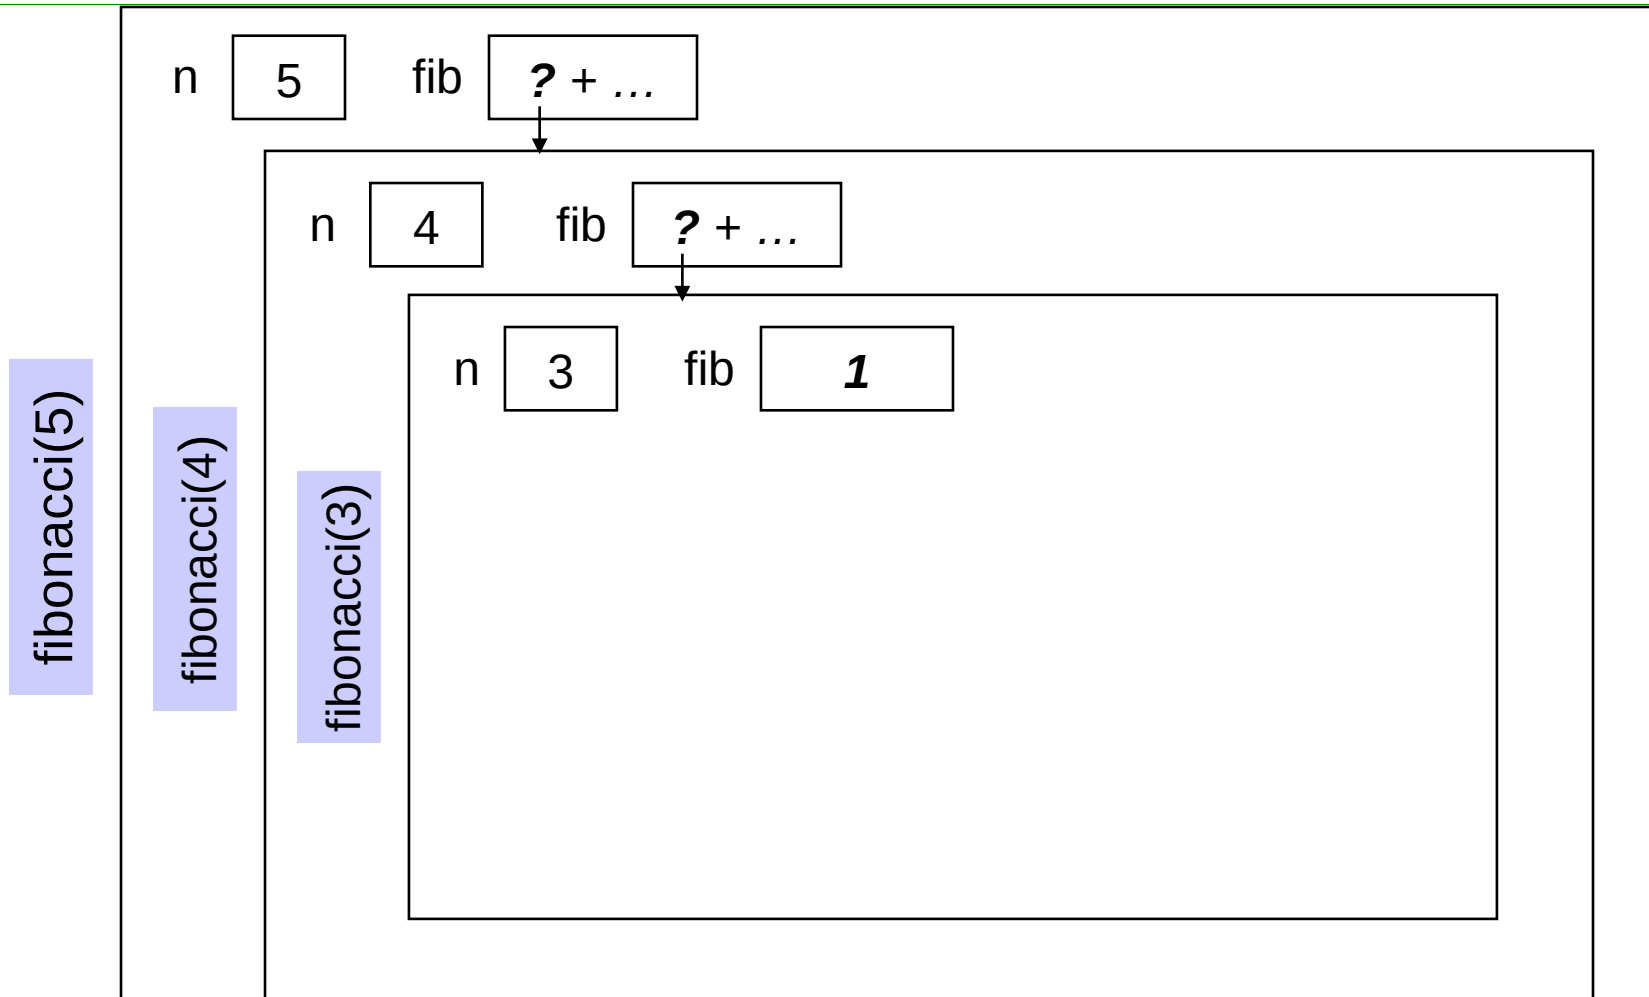 n 5 fib ? + ...
n 4 fib ? + ...
n 3 fib 1
fibonacci(5)
fibonacci(4)
fibonacci(3)